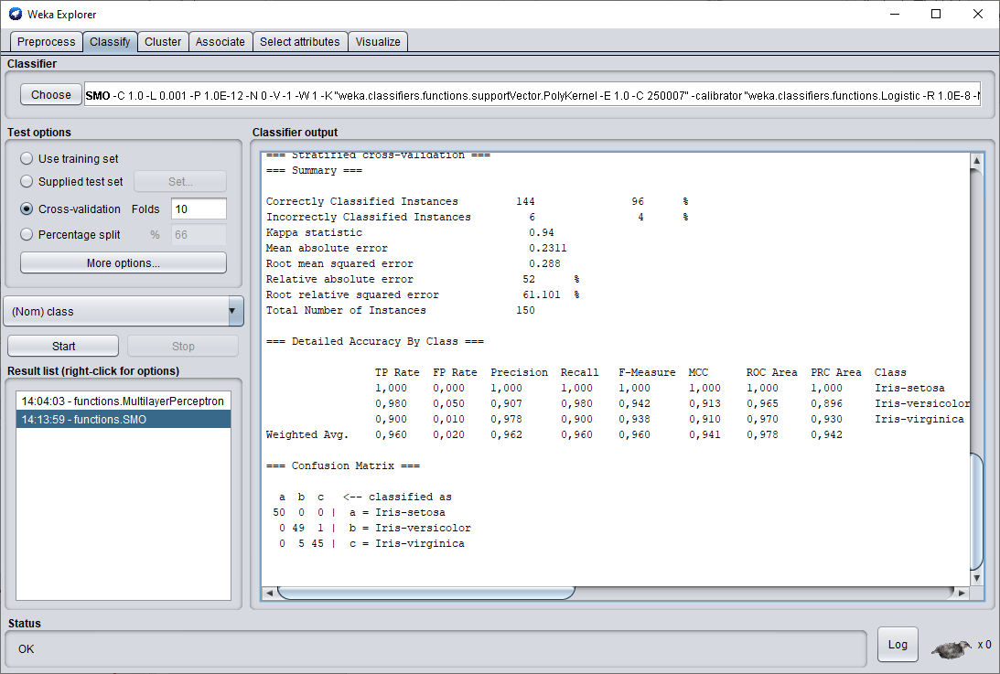 Weka Explorer
Preprocess Classify Cluster Associate Select attributes Visualize
Classifier
Choose SMO -C 1.0 -L 0.001 -P 1.0E-12 -N 0 -V -1 -W 1 -K "weka.classifiers.functions.supportVector.PolyKernel -E 1.0 -C 250007" -calibrator "weka.classifiers.functions.Logistic -R 1.0E-8 -M
Test options
Use training set
Supplied test set Set...
Cross-validation Folds 10
Percentage split % 66
More options...
(Nom) class
Start Stop
Result list (right-click for options)
14:04:03 - functions.MultilayerPerceptron
14:13:59 - functions.SMO
Classifier output
=== Stratified cross-validation ===
=== Summary ===
Correctly Classified Instances 144 96 %
Incorrectly Classified Instances 6 4 %
Kappa statistic 0.94
Mean absolute error 0.2311
Root mean squared error 0.288
Relative absolute error 52 %
Root relative squared error 61.101 %
Total Number of Instances 150
=== Detailed Accuracy By Class ===
TP Rate FP Rate Precision Recall F-Measure MCC ROC Area PRC Area Class
1,000 0,000 1,000 1,000 1,000 1,000 1,000 1,000 Iris-setosa
0,980 0,050 0,907 0,980 0,942 0,913 0,965 0,896 Iris-versicolor
0,900 0,010 0,978 0,900 0,938 0,910 0,970 0,930 Iris-virginica
Weighted Avg. 0,960 0,020 0,962 0,960 0,960 0,941 0,978 0,942
=== Confusion Matrix ===
a b c <-- classified as
50 0 0 | a = Iris-setosa
0 49 1 | b = Iris-versicolor
0 5 45 | c = Iris-virginica
Status
OK
Log x 0